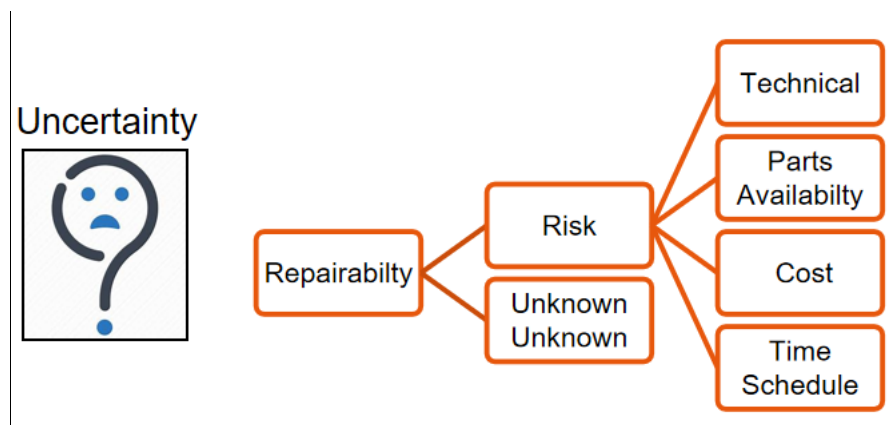 Uncertainty
Repairabilty
Risk
Unknown
Unknown
Technical
Parts
Availabilty
Cost
Time
Schedule